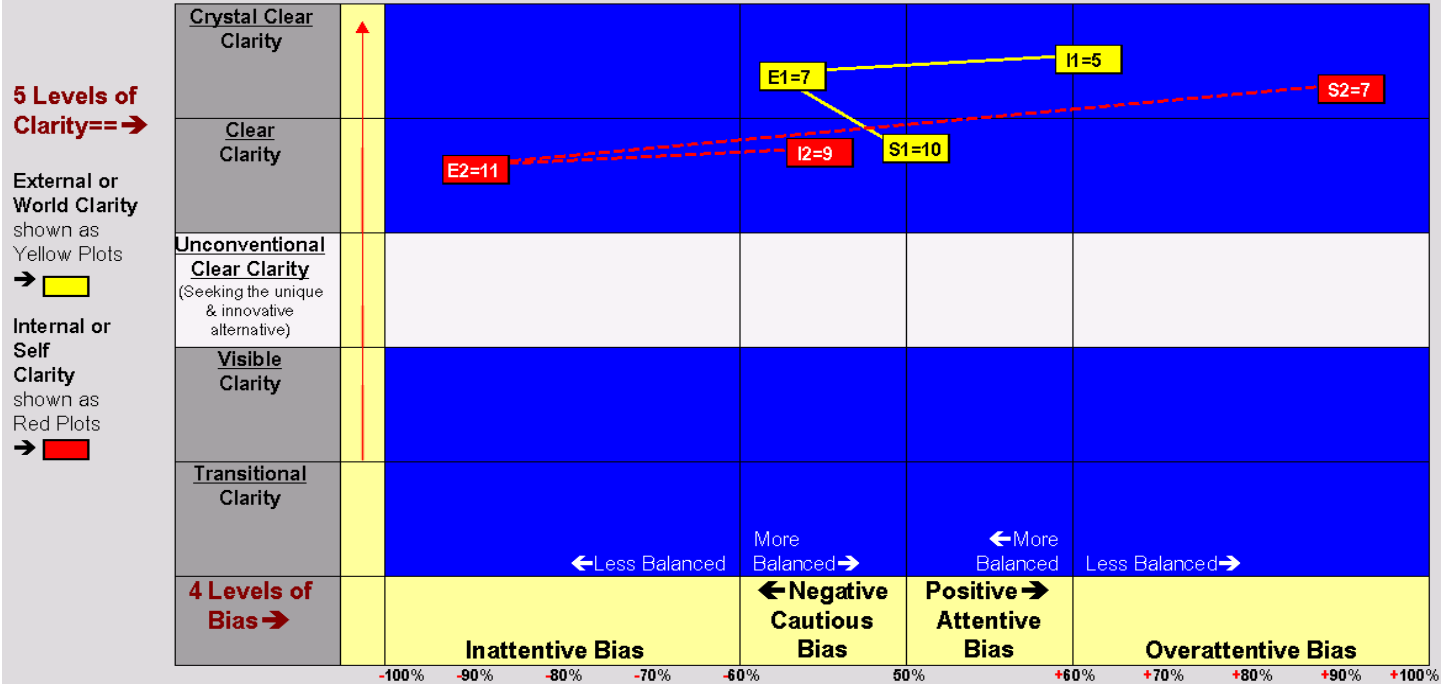 5 Levels of
Clarity==➔
External or
World Clarity
shown as
Yellow Plots
➔
Internal or
Self
Clarity
shown as
Red Plots
➔
Crystal Clear
Clarity
Clear
Clarity
Unconventional
Clear Clarity
(Seeking the unique
& innovative
alternative)
Visible
Clarity
Transitional
Clarity
4 Levels of
Bias➔
E1=7
I1=5
S2=7
S1=10
I2=9
E2=11
🡸Less Balanced
More
Balanced➔
🡸More
Balanced
Less Balanced➔
Inattentive Bias
🡸Negative
Cautious
Bias
Positive➔
Attentive
Bias
Overattentive Bias
-100% -90% -80% -70% -60% 50% +60% +70% +80% +90% +100%